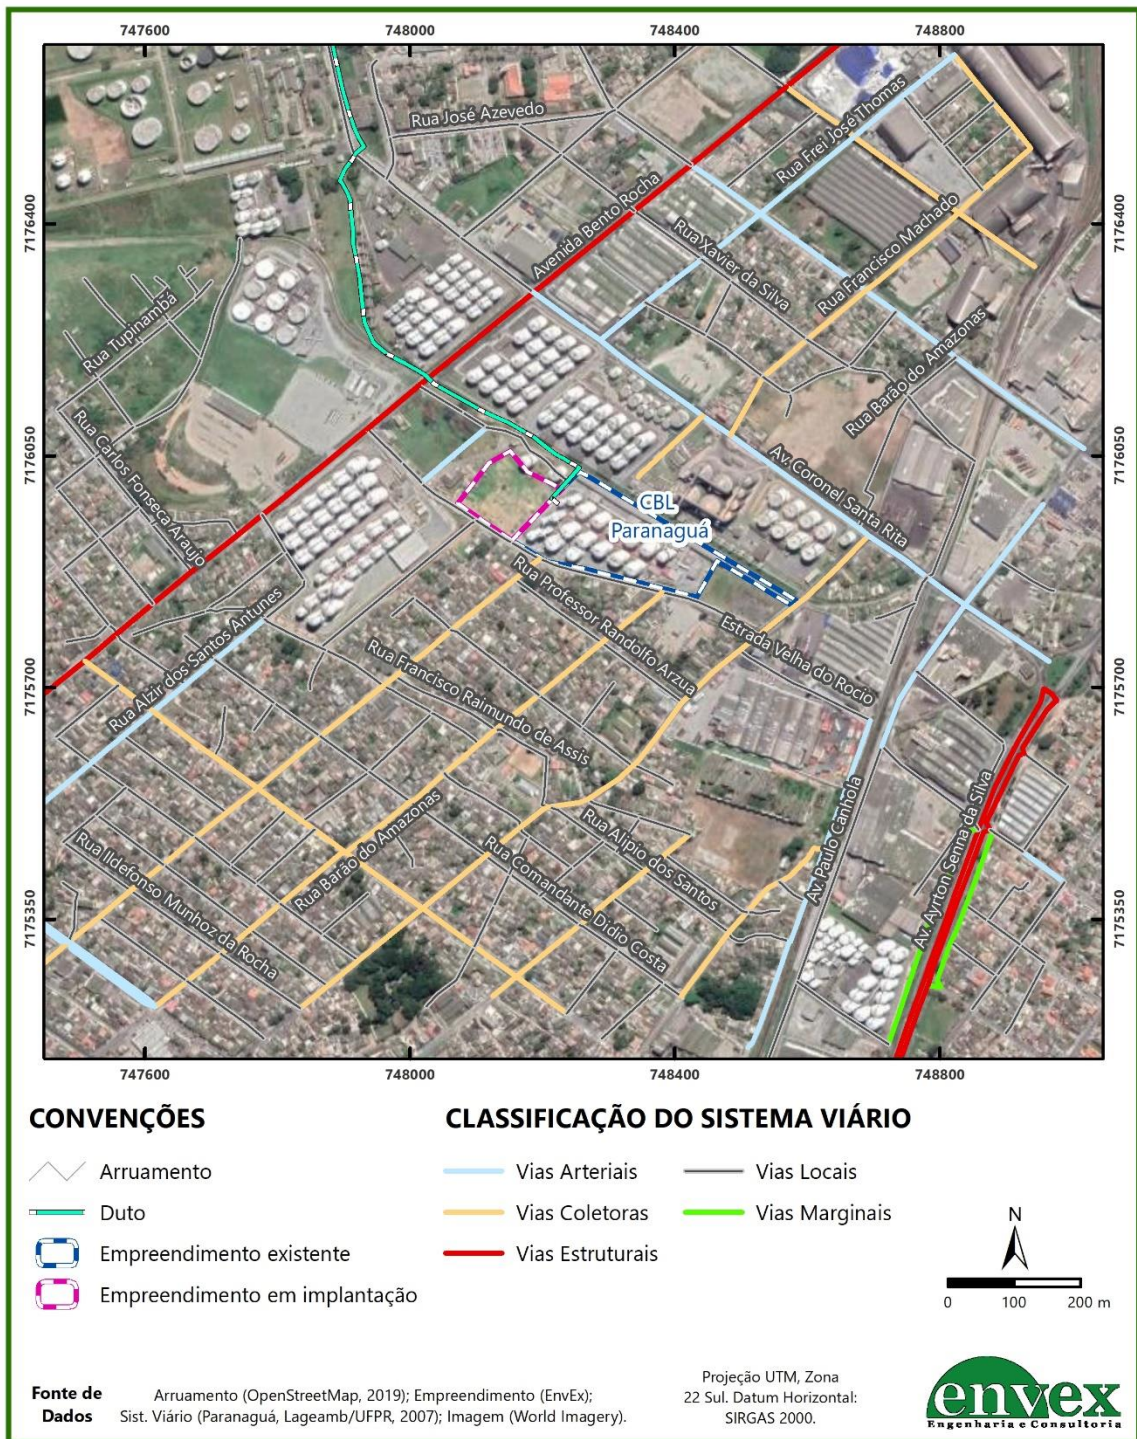 747600 748000 748400 748800
Rua José Azevedo
Rua Frei José Thomas
Avenida Bento Rocha
7176400
7176400
Rua Xavier da Silva
Rua Francisco Machado
Rua Tupinambá
Rua Barão do Amazonas
Rua Carlos Fonseca Araujo
7176050
7176050
Av. Coronel Santa Rita
CBL
Paranaguá
Rua Professor Randolfo Arzua
Estrada Velha do Rocio
Rua Alzir dos Santos Antunes
Rua Francisco Raimundo de Assis
7175700
7175700
Rua Barão do Amazonas
Rua Alipio dos Santos
Av. Paulo Canhola
Av. Ayrton Senna da Silva
Rua Ildefonso Munhoz da Rocha
Rua Comandante Didio Costa
7175350
7175350
747600 748000 748400 748800
CONVENÇÕES
Arruamento
Duto
Empreendimento existente
Empreendimento em implantação
CLASSIFICAÇÃO DO SISTEMA VIÁRIO
Vias Arteriais
Vias Coletoras
Vias Estruturais
Vias Locais
Vias Marginais
N
0 100 200 m
Fonte de
Dados
Arruamento (OpenStreetMap, 2019); Empreendimento (EnvEx);
Sist. Viário (Paranaguá, Lageamb/UFPR, 2007); Imagem (World Imagery).
Projeção UTM, Zona
22 Sul. Datum Horizontal:
SIRGAS 2000.
envex
Engenharia e Consultoria